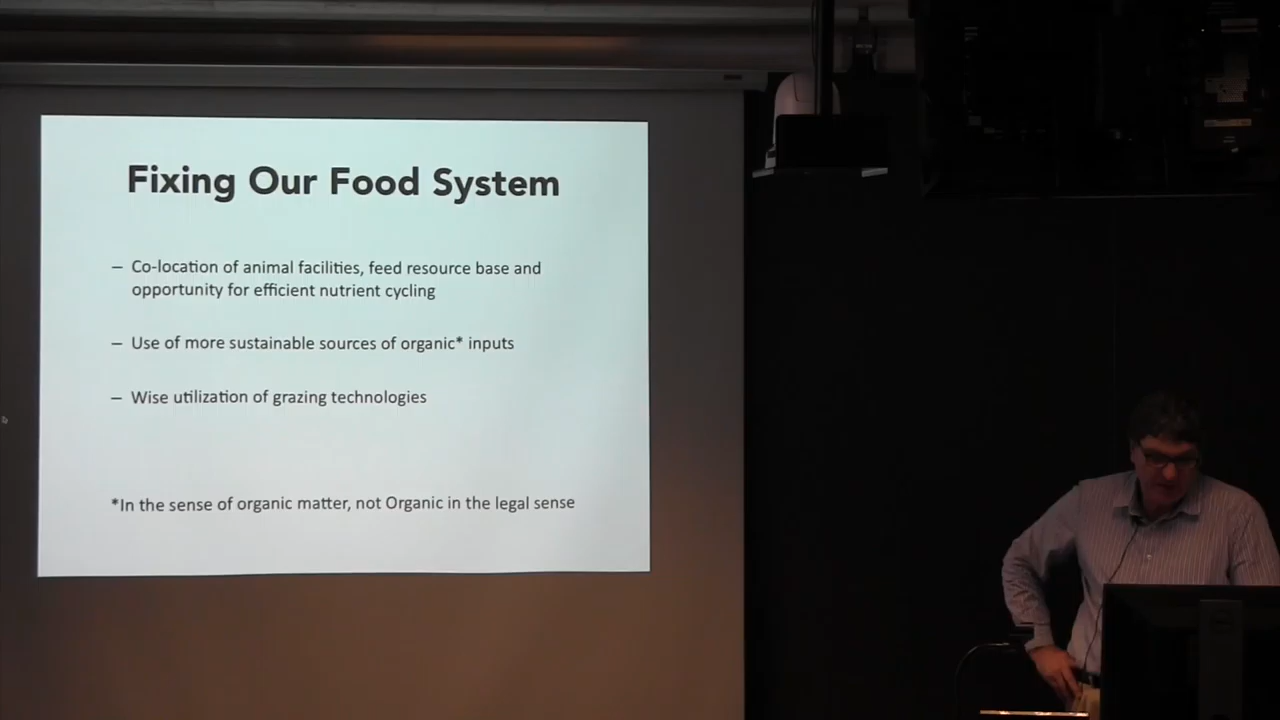 Fixing Our Food System
– Co-location of animal facilities, feed resource base and
opportunity for efficient nutrient cycling
– Use of more sustainable sources of organic* inputs
– Wise utilization of grazing technologies
*In the sense of organic matter, not Organic in the legal sense